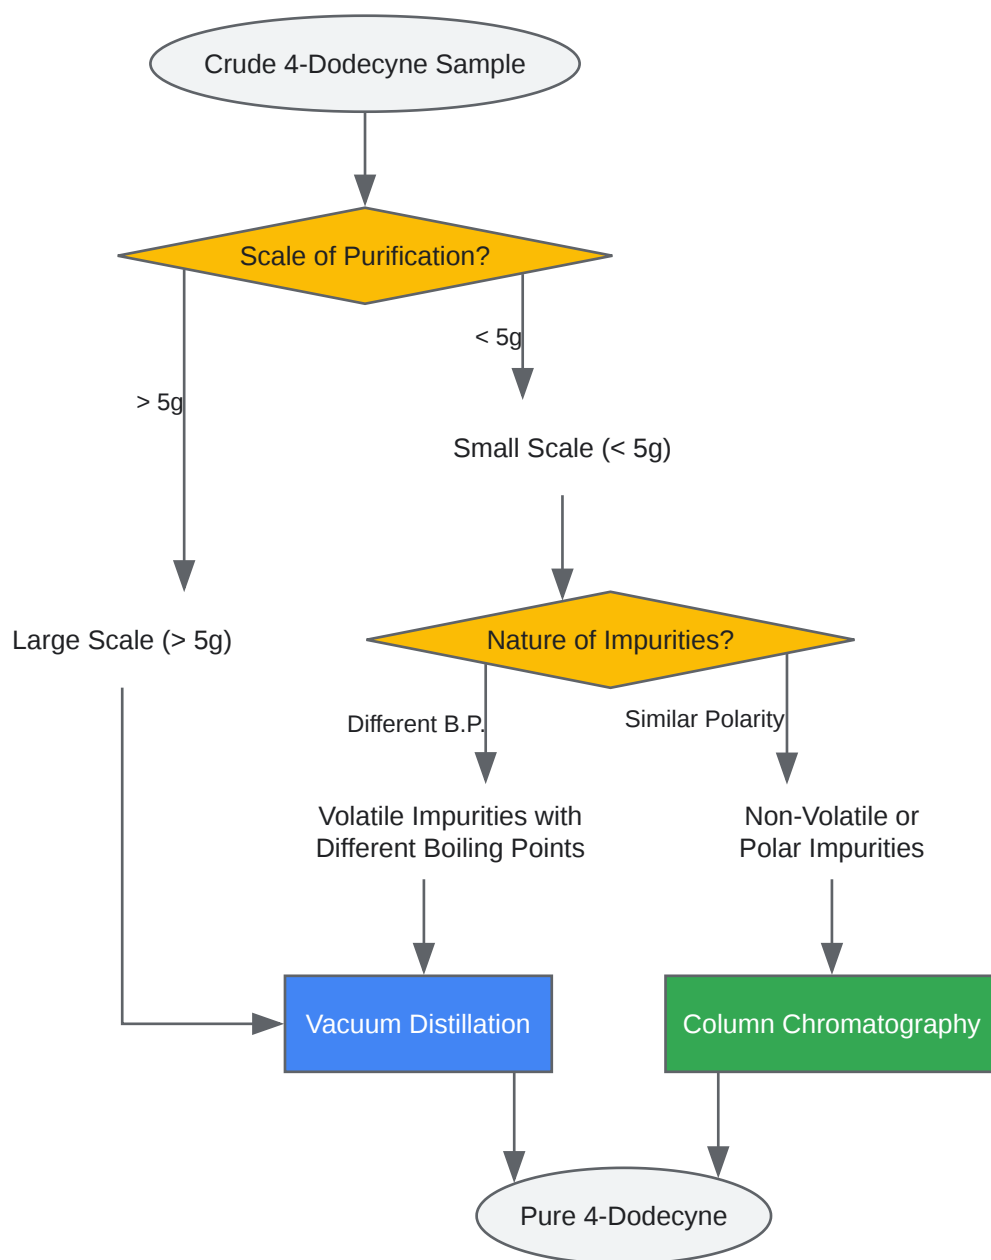 Crude 4-Dodecyne Sample
Scale of Purification?
< 5g
> 5g
Small Scale (< 5g)
Large Scale (> 5g)
Nature of Impurities?
Different B.P.
Similar Polarity
Volatile Impurities with
Different Boiling Points
Non-Volatile or
Polar Impurities
Vacuum Distillation
Column Chromatography
Pure 4-Dodecyne